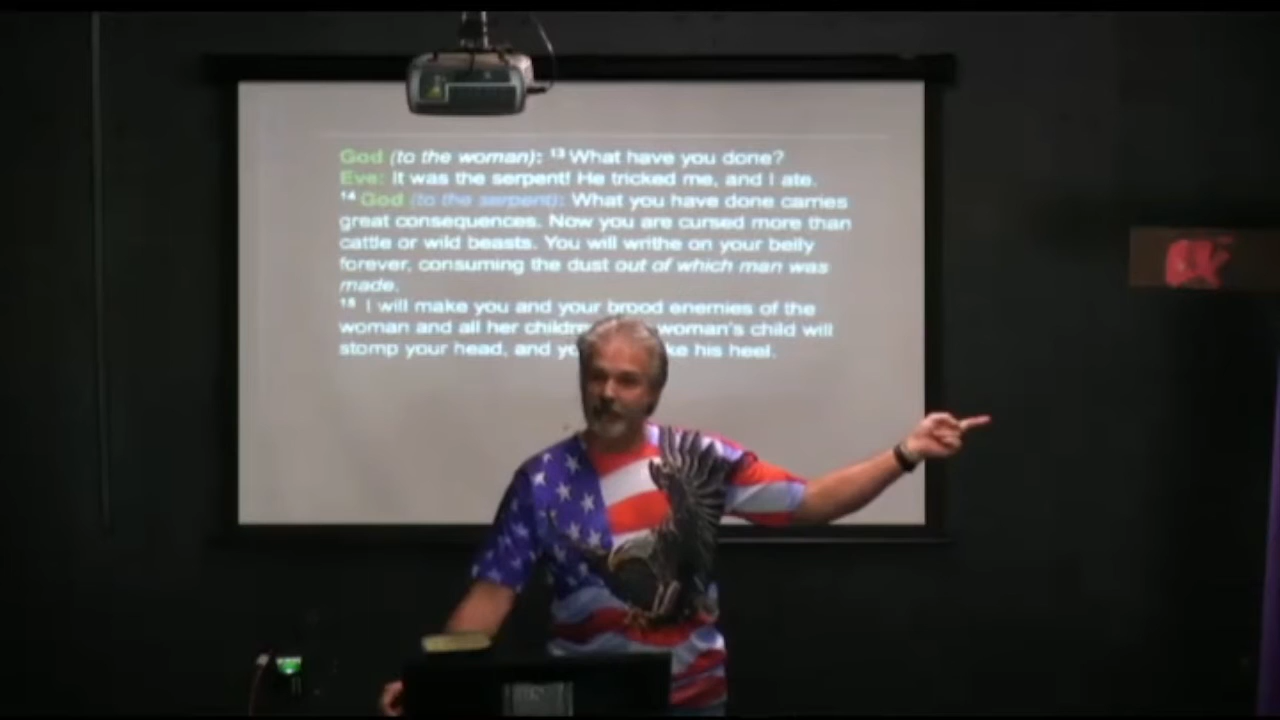 God (to the woman): 13 What have you done?
Eve: It was the serpent! He tricked me, and I ate.
14 God (to the serpent): What you have done carries
great consequences. Now you are cursed more than
cattle or wild beasts. You will writhe on your belly
forever, consuming the dust out of which man was
made.
15 I will make you and your brood enemies of the
woman and all her woman's child will
stomp your head, and his heel.